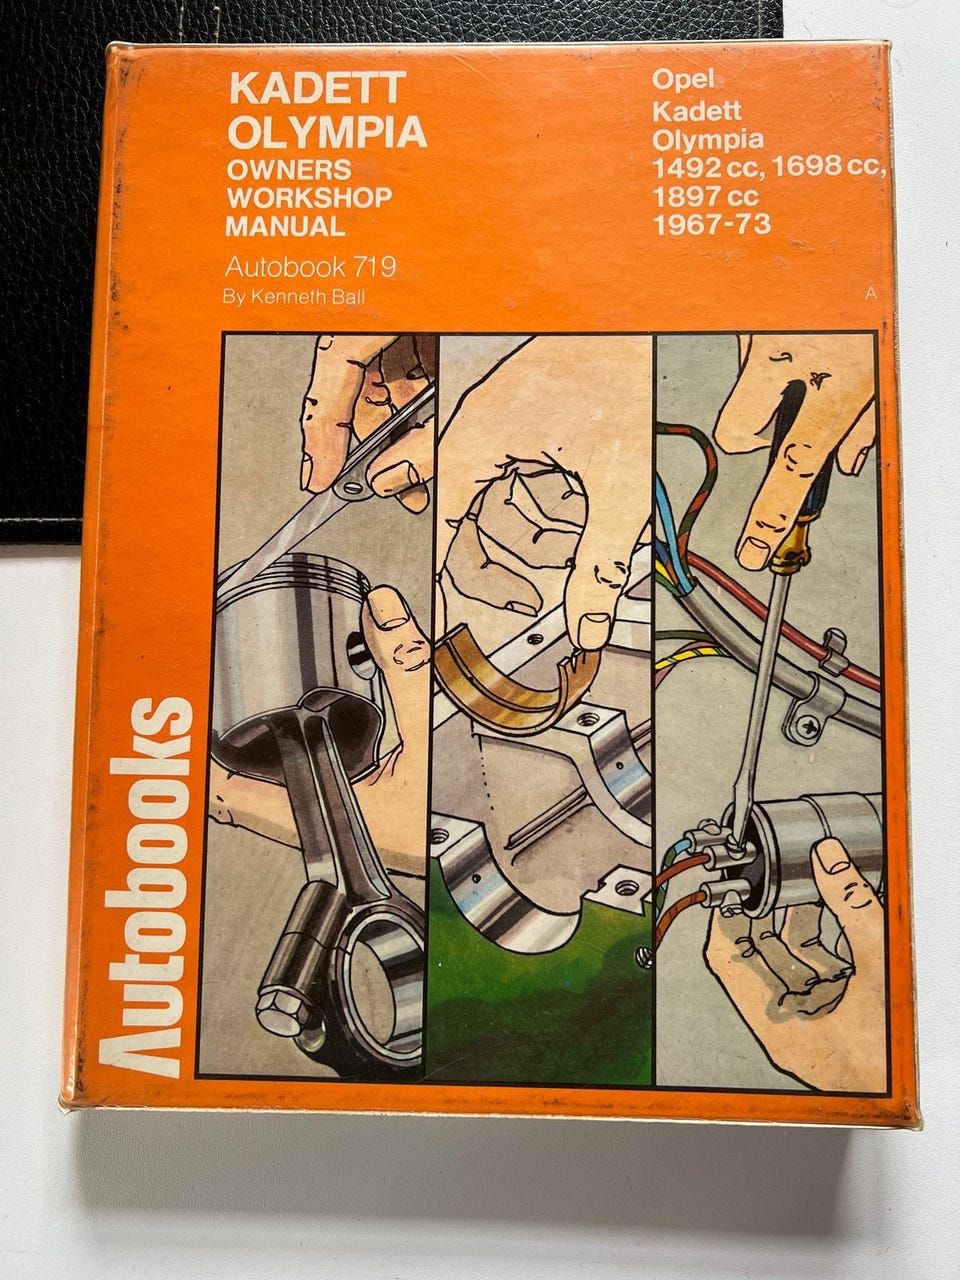 KADETT
OLYMPIA
OWNERS
WORKSHOP
MANUAL
Autobook 719
By Kenneth Ball
Opel
Kadett
Olympia
1492 cc, 1698 cc,
1897 cc
1967-73
A
Autobooks